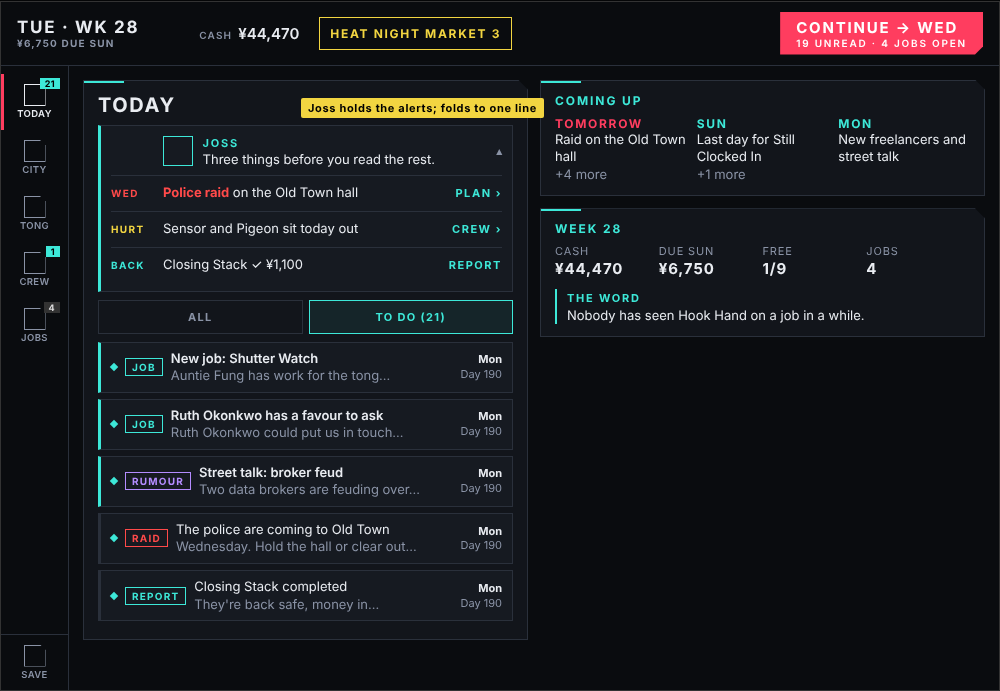 TUE · WK 28
¥6,750 DUE SUN
CASH ¥44,470
HEAT NIGHT MARKET 3
CONTINUE → WED
19 UNREAD · 4 JOBS OPEN
21
TODAY
CITY
TONG
1
CREW
4
JOBS
SAVE
TODAY
Joss holds the alerts; folds to one line
JOSS
Three things before you read the rest.
▲
WED Police raid on the Old Town hall PLAN ›
HURT Sensor and Pigeon sit today out CREW ›
BACK Closing Stack ✓ ¥1,100 REPORT
ALL
TO DO (21)
◆ JOB New job: Shutter Watch Mon
Auntie Fung has work for the tong... Day 190
◆ JOB Ruth Okonkwo has a favour to ask Mon
Ruth Okonkwo could put us in touch... Day 190
◆ RUMOUR Street talk: broker feud Mon
Two data brokers are feuding over... Day 190
◆ RAID The police are coming to Old Town Mon
Wednesday. Hold the hall or clear out... Day 190
◆ REPORT Closing Stack completed Mon
They're back safe, money in... Day 190
COMING UP
TOMORROW
Raid on the Old Town
hall
+4 more
SUN
Last day for Still
Clocked In
+1 more
MON
New freelancers and
street talk
WEEK 28
CASH DUE SUN FREE JOBS
¥44,470 ¥6,750 1/9 4
THE WORD
Nobody has seen Hook Hand on a job in a while.